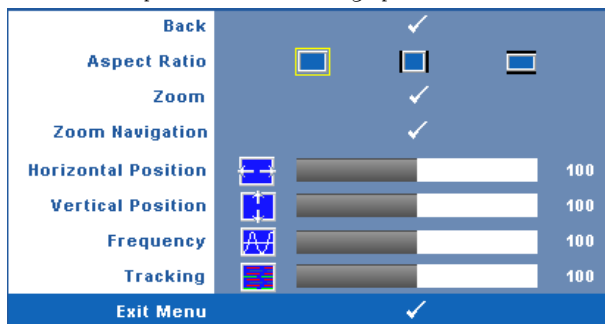 Back
Aspect Ratio
Zoom
Zoom Navigation
Horizontal Position 100
Vertical Position 100
Frequency 100
Tracking 100
Exit Menu